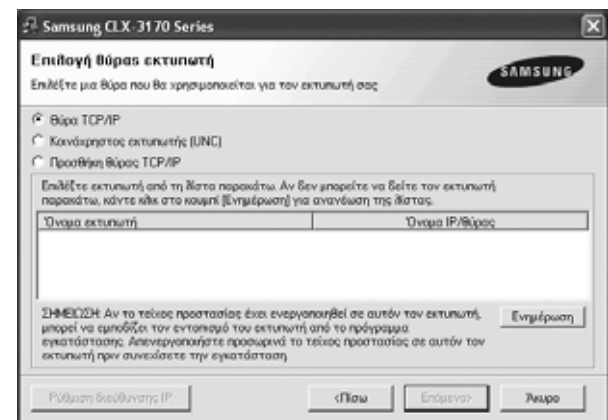 Samsung CLX-3170 Series
Επιλογή θύρας εκτυπωτή
Επιλέξτε μια θύρα που θα χρησιμοποιείται για τον εκτυπωτή σας
SAMSUNG
Θύρα TCP/IP
Κοινόχρηστος εκτυπωτής (UNC)
Προσθήκη θύρας TCP/IP
Επιλέξτε εκτυπωτή από τη λίστα παρακάτω. Αν δεν μπορείτε να δείτε τον εκτυπωτή
παρακάτω, κάντε κλικ στο κουμπί [Ενημέρωση] για ανανέωση της λίστας.
Όνομα εκτυπωτή Όνομα IP/Θύρας
ΣΗΜΕΙΩΣΗ: Αν το τείχος προστασίας έχει ενεργοποιηθεί σε αυτόν τον εκτυπωτή,
μπορεί να εμποδίζει τον εντοπισμό του εκτυπωτή από το πρόγραμμα
εγκατάστασης. Απενεργοποιήστε προσωρινά το τείχος προστασίας σε αυτόν τον
εκτυπωτή πριν συνεχίσετε την εγκατάσταση.
Ενημέρωση
Ρύθμιση διεύθυνσης IP <Πίσω Επόμενο> Άκυρο